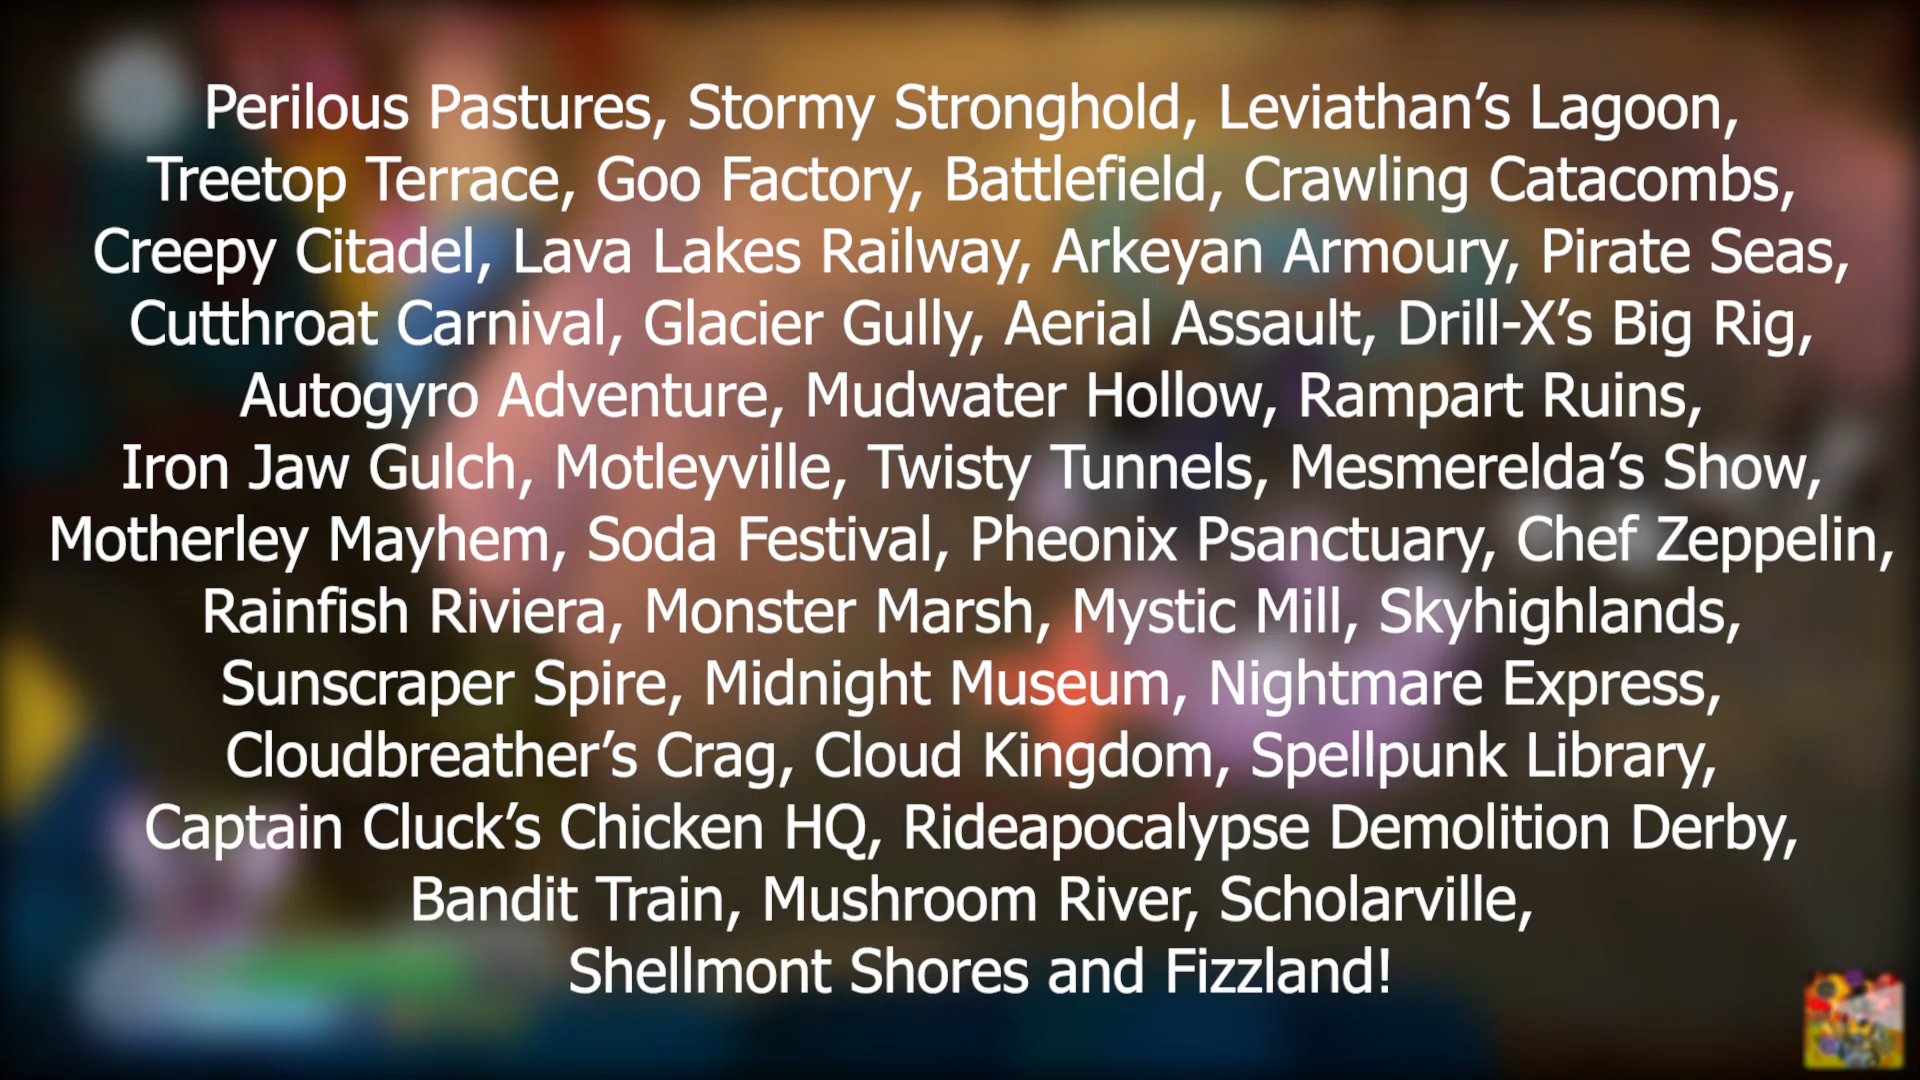 Perilous Pastures, Stormy Stronghold, Leviathan’s Lagoon,
Treetop Terrace, Goo Factory, Battlefield, Crawling Catacombs,
Creepy Citadel, Lava Lakes Railway, Arkeyan Armoury, Pirate Seas,
Cutthroat Carnival, Glacier Gully, Aerial Assault, Drill-X’s Big Rig,
Autogyro Adventure, Mudwater Hollow, Rampart Ruins,
Iron Jaw Gulch, Motleyville, Twisty Tunnels, Mesmerelda’s Show,
Motherley Mayhem, Soda Festival, Pheonix Psanctuary, Chef Zeppelin,
Rainfish Riviera, Monster Marsh, Mystic Mill, Skyhighlands,
Sunscraper Spire, Midnight Museum, Nightmare Express,
Cloudbreather’s Crag, Cloud Kingdom, Spellpunk Library,
Captain Cluck’s Chicken HQ, Rideapocalypse Demolition Derby,
Bandit Train, Mushroom River, Scholarville,
Shellmont Shores and Fizzland!